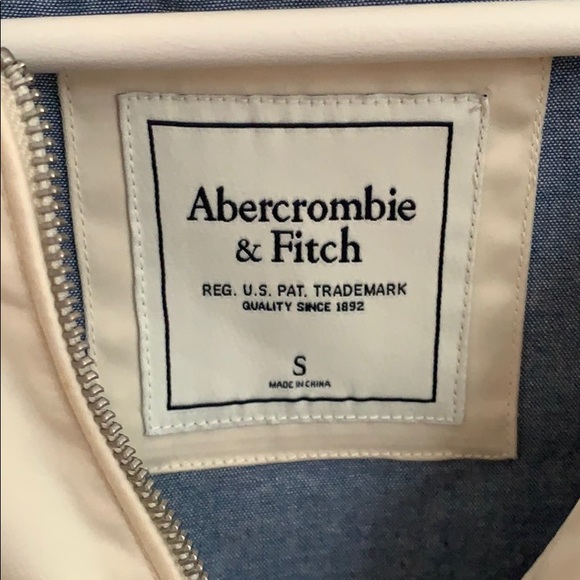 Abercrombie
& Fitch
REG. U.S. PAT. TRADEMARK
QUALITY SINCE 1892
S
MADE IN CHINA